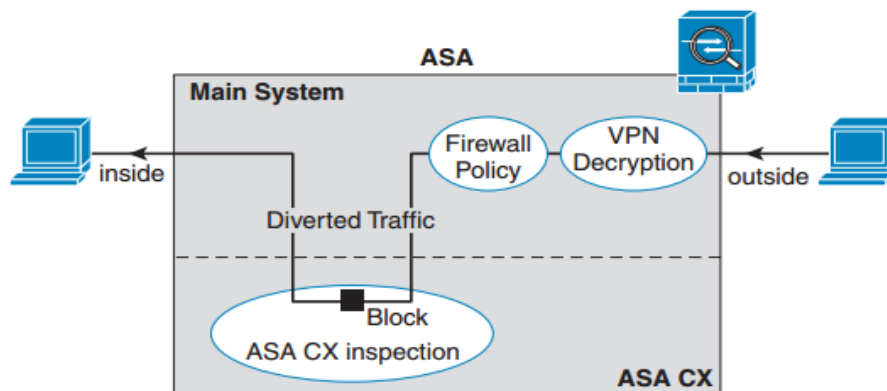 ASA
Main System
Firewall
Policy
VPN
Decryption
inside
outside
Diverted Traffic
Block
ASA CX inspection
ASA CX